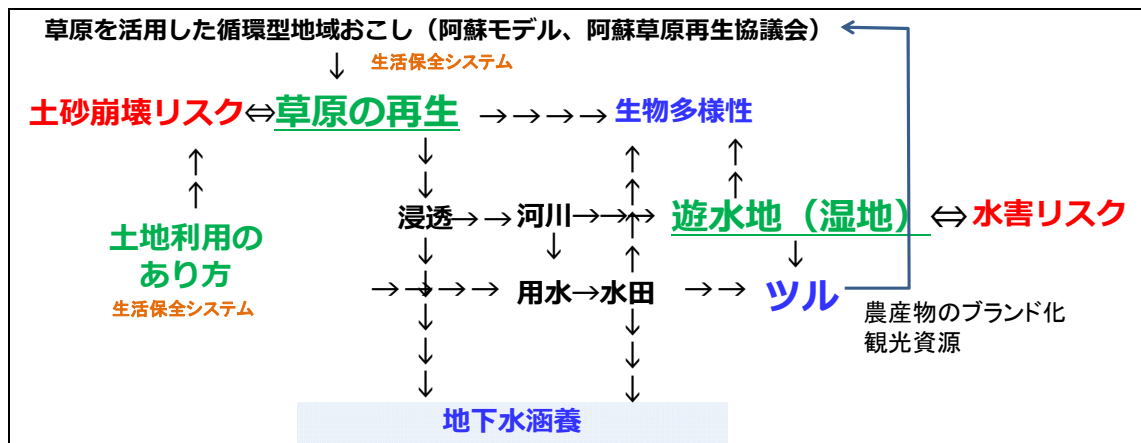 草原を活用した循環型地域おこし（阿蘇モデル、阿蘇草原再生協議会）
↓ 生活保全システム
土砂崩壊リスク⇔草原の再生 →→→→ 生物多様性
浸透→→河川→→→→ 遊水地（湿地）⇔ 水害リスク
土地利用の
あり方
生活保全システム
→→→→ 用水→水田 →→ ツル
農産物のブランド化
観光資源
地下水涵養